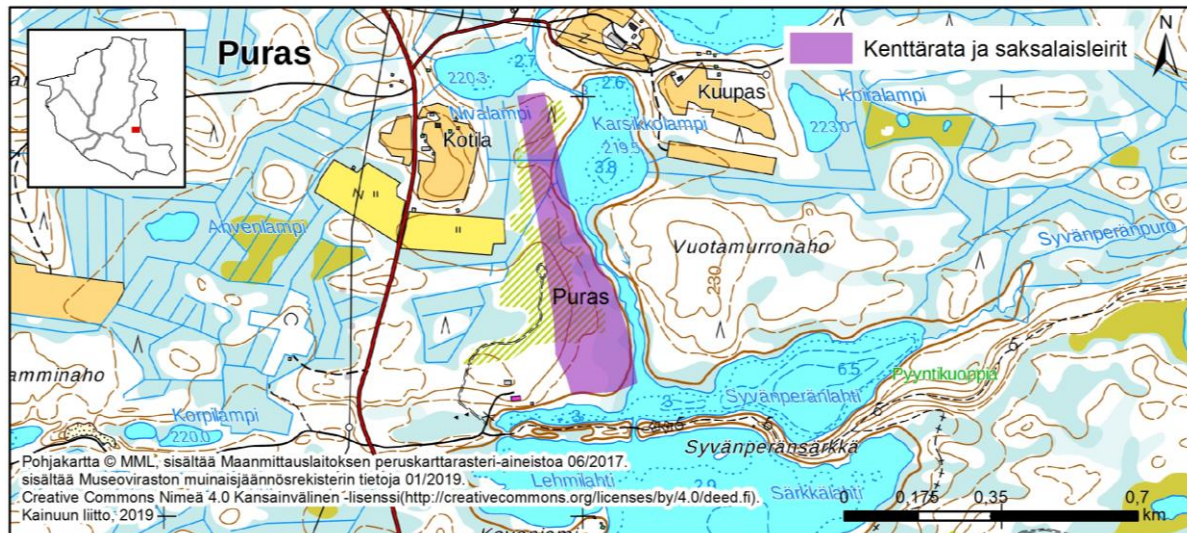 Puras
Kenttärata ja saksalaisleirit
N
220.3
2.7
2.6
Nivalampi
Kotila
Karsikkolampi
219.5
3.8
Kuupas
Koiralampi
223.0
Ahvenlampi
Vuotamurronaho
230
Syvänperänpuro
Puras
amminaho
Korpilampi
220.0
6.5
Syvänperänlahti
Pyyntikuoppia
Syvänperänsärkkä
Lehmilahti
2.9
Särkkälahti
Pohjakartta © MML, sisältää Maanmittauslaitoksen peruskarttarasteri-aineistoa 06/2017.
sisältää Museoviraston muinaisjäännösrekisterin tietoja 01/2019.
Creative Commons Nimeä 4.0 Kansainvälinen -lisenssi(http://creativecommons.org/licenses/by/4.0/deed.fi).
Kainuun liitto, 2019
0 0,175 0,35 0,7
km